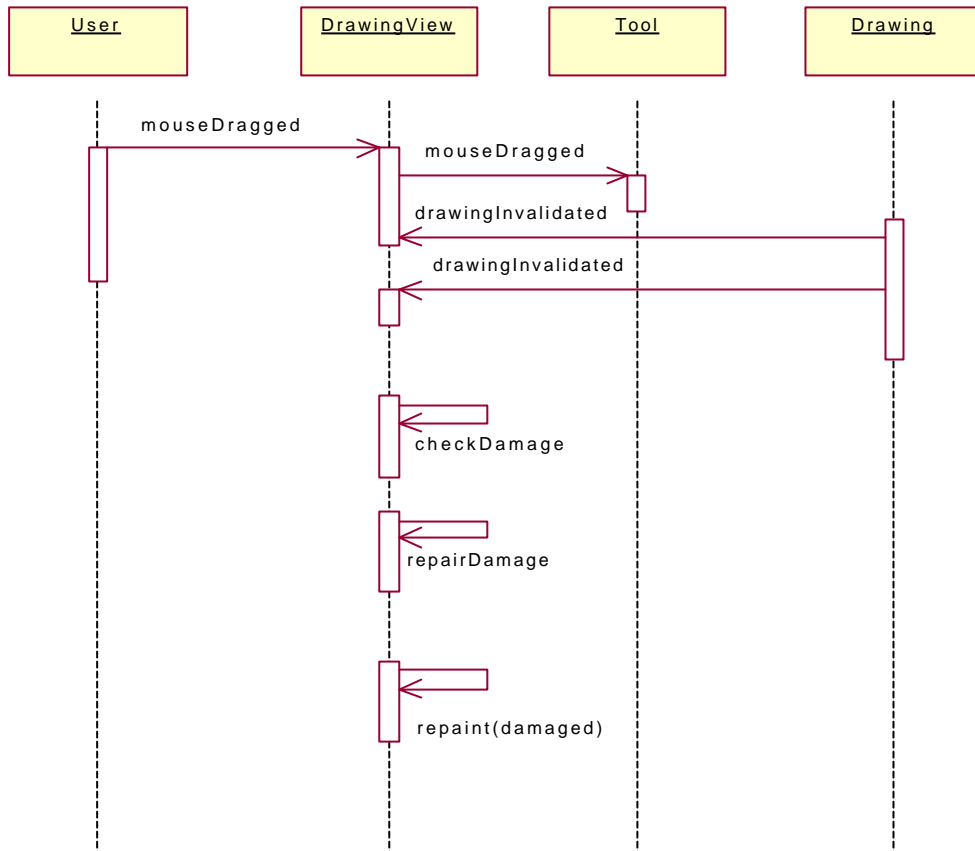 User
DrawingView
Tool
Drawing
mouseDragged
mouseDragged
drawingInvalidated
drawingInvalidated
checkDamage
repairDamage
repaint(damaged)